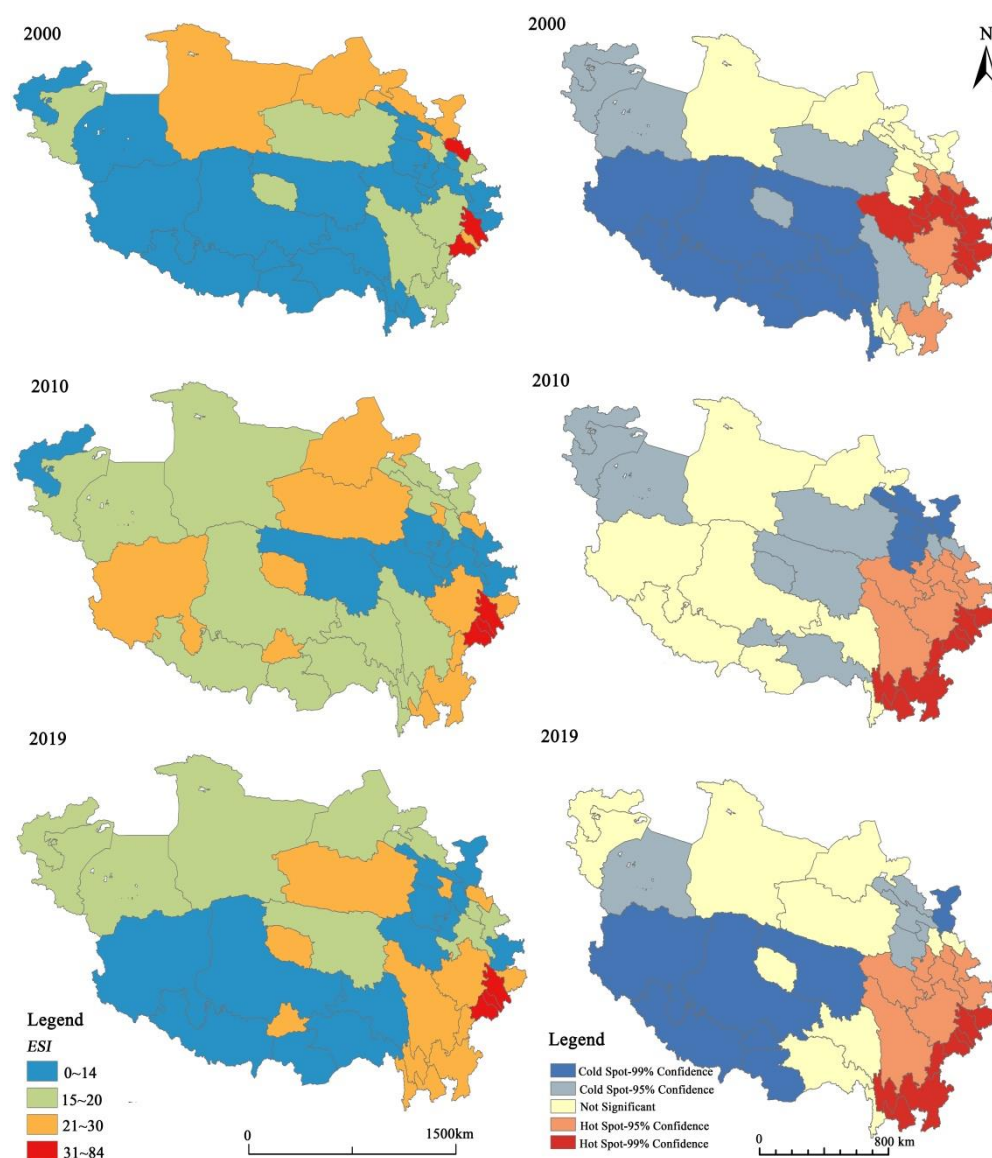 2000
2000
N
2010
2010
2019
2019
Legend
ESI
0~14
15~20
21~30
31~84
0 1500km
Legend
Cold Spot-99% Confidence
Cold Spot-95% Confidence
Not Significant
Hot Spot-95% Confidence
Hot Spot-99% Confidence
0 800 km